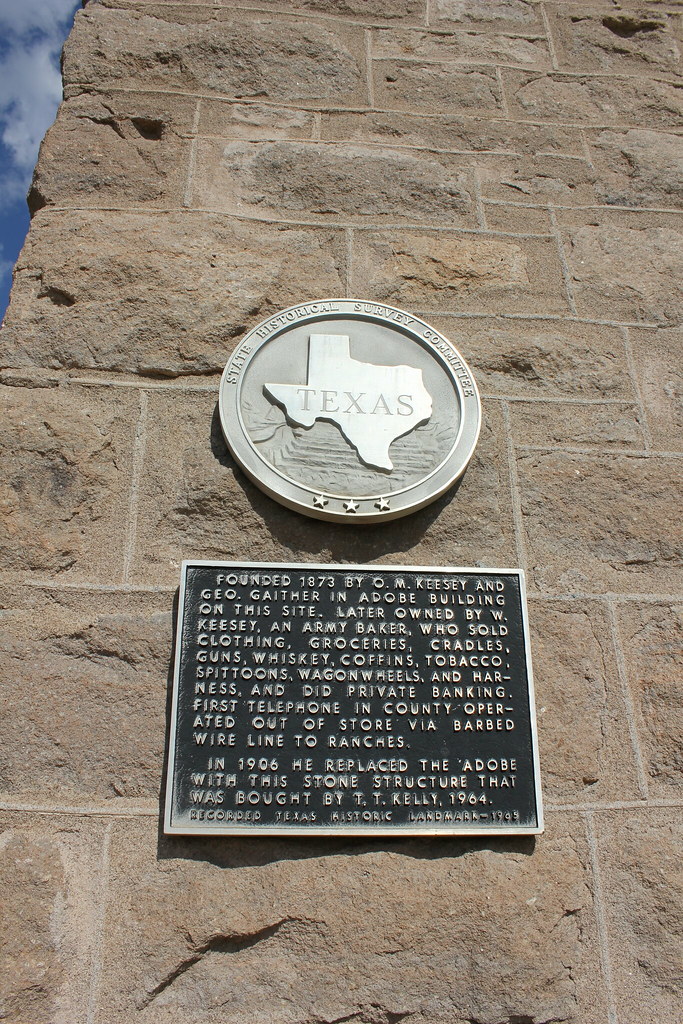 STATE HISTORICAL SURVEY COMMITTEE
TEXAS
FOUNDED 1873 BY O. M. KEESEY AND
GEO. GAITHER IN ADOBE BUILDING
ON THIS SITE. LATER OWNED BY W.
KEESEY, AN ARMY BAKER, WHO SOLD
CLOTHING, GROCERIES, CRADLES,
GUNS, WHISKEY, COFFINS, TOBACCO,
SPITTOONS, WAGONWHEELS, AND HAR-
NESS, AND DID PRIVATE BANKING.
FIRST TELEPHONE IN COUNTY OPER-
ATED OUT OF STORE VIA BARBED
WIRE LINE TO RANCHES.
IN 1906 HE REPLACED THE ADOBE
WITH THIS STONE STRUCTURE THAT
WAS BOUGHT BY T. T. KELLY, 1964.
RECORDED TEXAS HISTORIC LANDMARK-1965